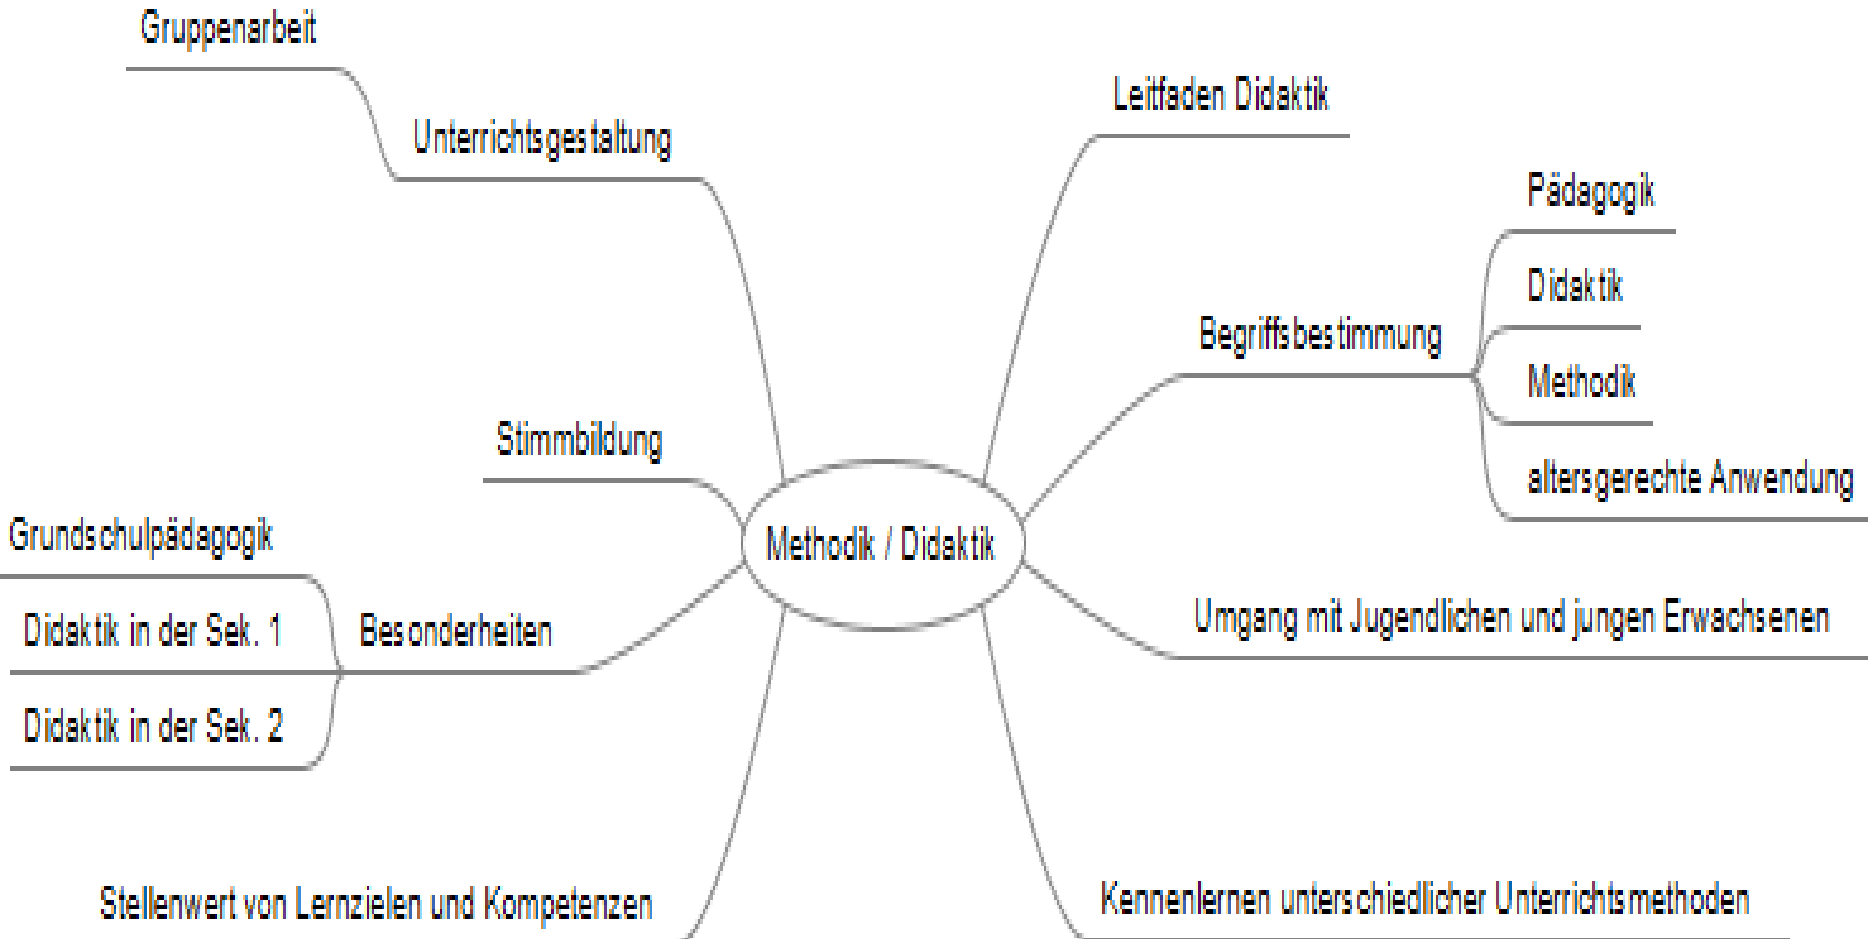 Gruppenarbeit
Unterrichtsgestaltung
Leitfaden Didaktik
Pädagogik
Didaktik
Begriffsbestimmung
Methodik
altersgerechte Anwendung
Stimmbildung
Methodik / Didaktik
Grundschulpädagogik
Didaktik in der Sek. 1
Besonderheiten
Didaktik in der Sek. 2
Umgang mit Jugendlichen und jungen Erwachsenen
Stellenwert von Lernzielen und Kompetenzen
Kennenlernen unterschiedlicher Unterrichtsmethoden